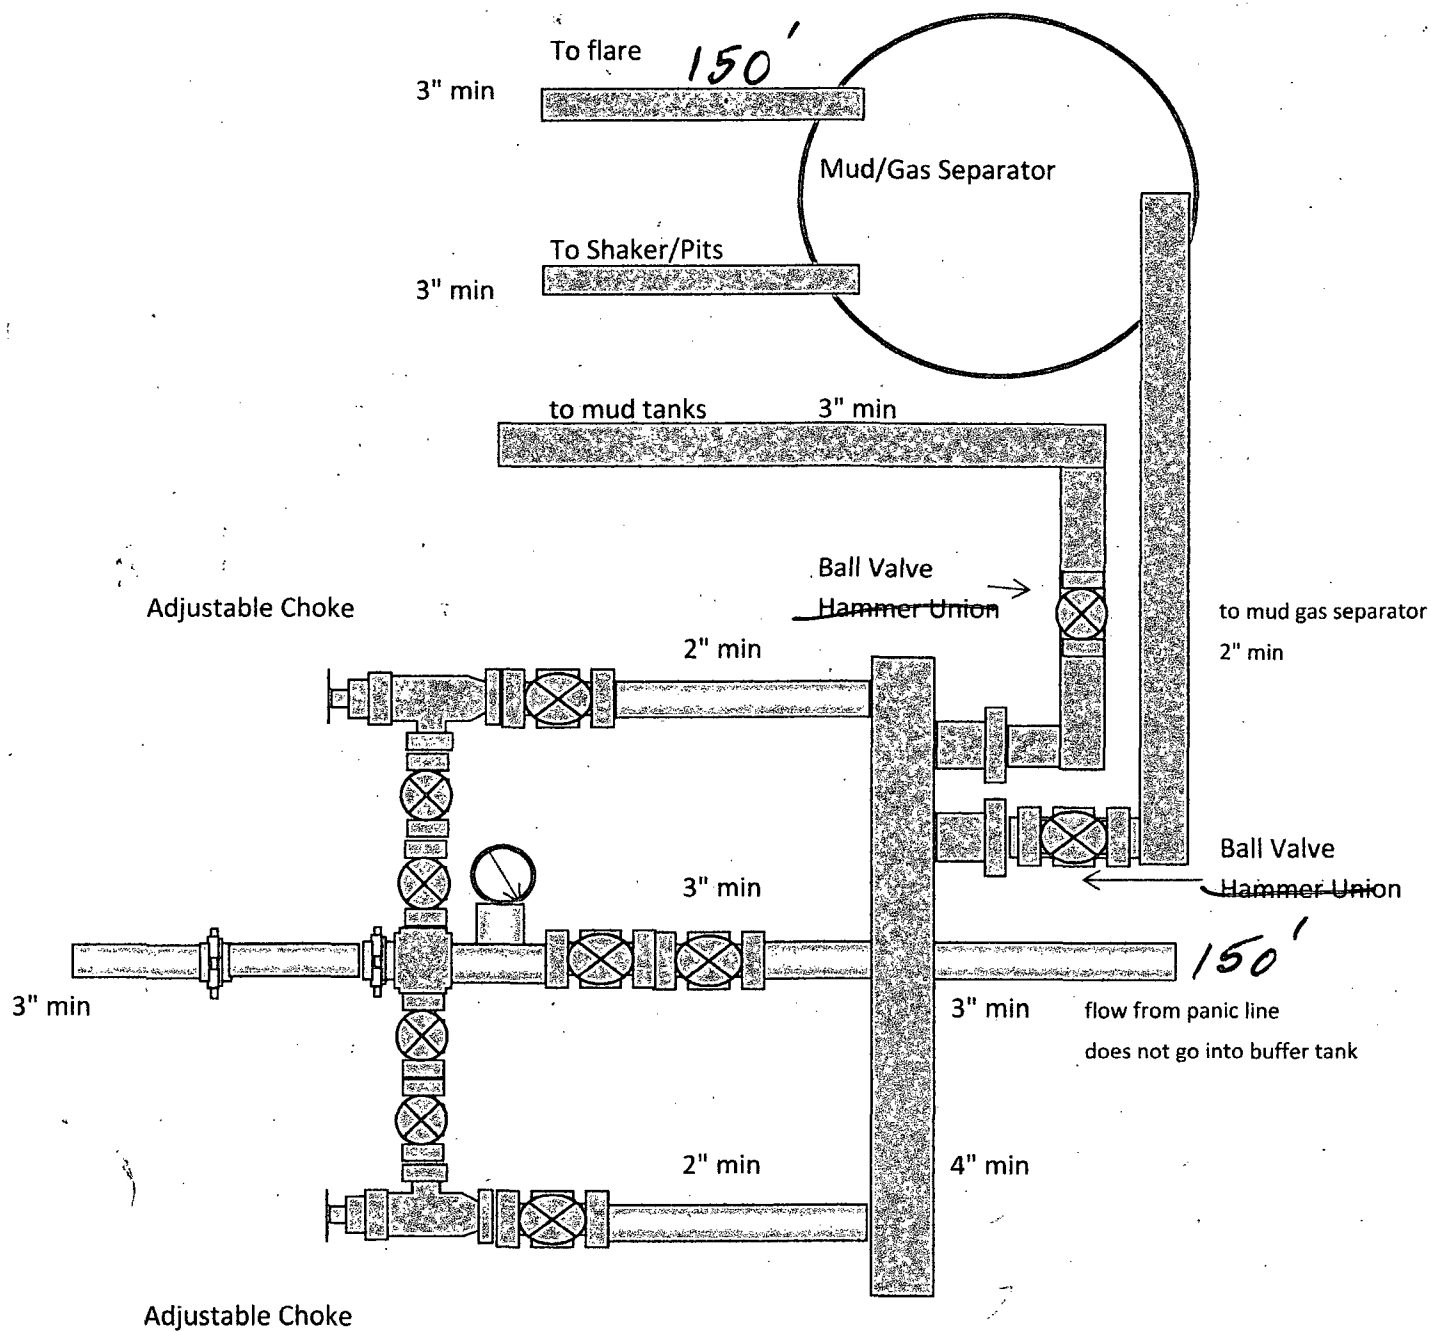 To flare
150'
3" min
Mud/Gas Separator
To Shaker/Pits
3" min
to mud tanks 3" min
Ball Valve
Hammer Union
Adjustable Choke
to mud gas separator
2" min
2" min
Ball Valve
Hammer Union
3" min
150'
3" min
3" min
flow from panic line
does not go into buffer tank
2" min
4" min
Adjustable Choke